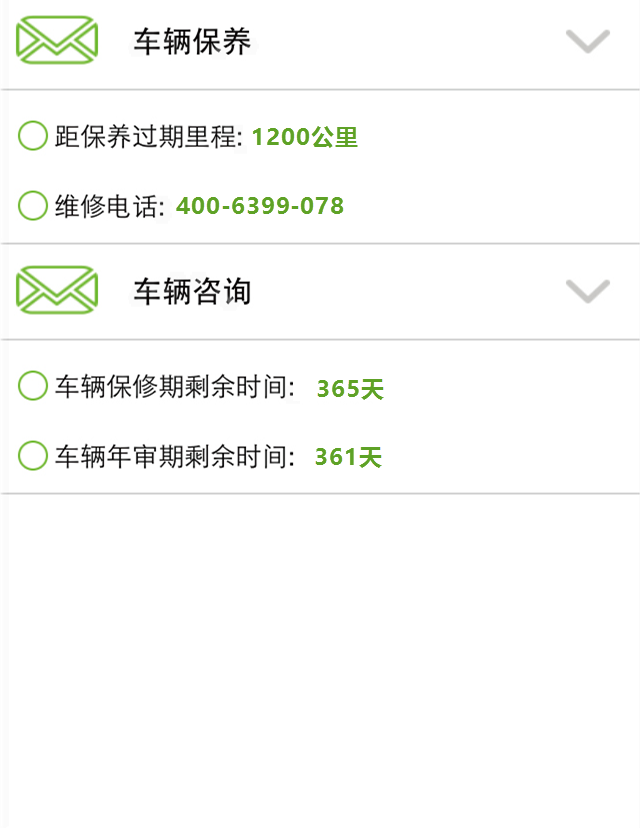 车辆保养
距保养过期里程: 1200公里
维修电话: 400-6399-078
车辆咨询
车辆保修期剩余时间: 365天
车辆年审期剩余时间: 361天